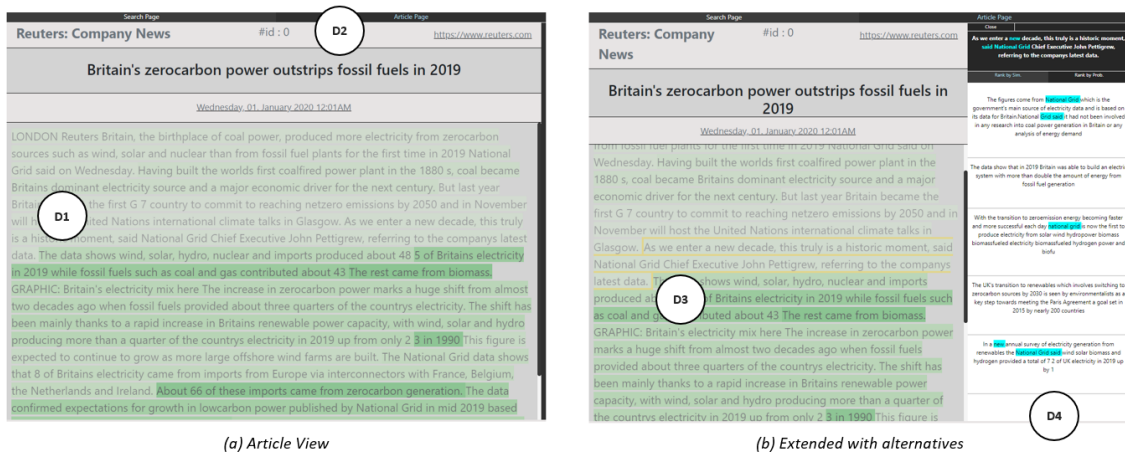 Search Page
Article Page
Reuters: Company News
#id : 0
D2
https://www.reuters.com
Britain's zerocarbon power outstrips fossil fuels in 2019
Wednesday, 01. January 2020 12:01AM
LONDON Reuters Britain, the birthplace of coal power, produced more electricity from zerocarbon
sources such as wind, solar and nuclear than from fossil fuel plants for the first time in 2019 National
Grid said on Wednesday. Having built the worlds first coalfired power plant in the 1880 s, coal became
Britains dominant electricity source and a major economic driver for the next century. But last year
Britain the first G 7 country to commit to reaching netzero emissions by 2050 and in November
will h United Nations international climate talks in Glasgow. As we enter a new decade, this truly
is a histo moment, said National Grid Chief Executive John Pettigrew, referring to the companys latest
data. The data shows wind, solar, hydro, nuclear and imports produced about 48 5 of Britains electricity
in 2019 while fossil fuels such as coal and gas contributed about 43 The rest came from biomass.
GRAPHIC: Britain's electricity mix here The increase in zerocarbon power marks a huge shift from almost
two decades ago when fossil fuels provided about three quarters of the countrys electricity. The shift has
been mainly thanks to a rapid increase in Britains renewable power capacity, with wind, solar and hydro
producing more than a quarter of the countrys electricity in 2019 up from only 2 3 in 1990 This figure is
expected to continue to grow as more large offshore wind farms are built. The National Grid data shows
that 8 of Britains electricity came from imports from Europe via interconnectors with France, Belgium,
the Netherlands and Ireland. About 66 of these imports came from zerocarbon generation. The data
confirmed expectations for growth in lowcarbon power published by National Grid in mid 2019 based
D1
(a) Article View
Search Page
Article Page
Reuters: Company
News
#id : 0
https://www.reuters.com
Britain's zerocarbon power outstrips fossil fuels in
2019
Wednesday, 01. January 2020 12:01AM
from fossil fuel plants for the first time in 2019 National Grid said on
Wednesday. Having built the worlds first coalfired power plant in the
1880 s, coal became Britains dominant electricity source and a major
economic driver for the next century. But last year Britain became the
first G 7 country to commit to reaching netzero emissions by 2050 and in
November will host the United Nations international climate talks in
Glasgow. As we enter a new decade, this truly is a historic moment, said
National Grid Chief Executive John Pettigrew, referring to the companys
latest data. The shows wind, solar, hydro, nuclear and imports
produced ab of Britains electricity in 2019 while fossil fuels such
as coal and gas buted about 43 The rest came from biomass.
GRAPHIC: Britain's electricity mix here The increase in zerocarbon power
marks a huge shift from almost two decades ago when fossil fuels
provided about three quarters of the countrys electricity. The shift has
been mainly thanks to a rapid increase in Britains renewable power
capacity, with wind, solar and hydro producing more than a quarter of
the countrys electricity in 2019 up from only 2 3 in 1990 This figure is
D3
Close
As we enter a new decade, this truly is a historic moment,
said National Grid Chief Executive John Pettigrew,
referring to the companys latest data.
Rank by Sim.
Rank by Prob.
The figures come from National Grid which is the
government's main source of electricity data and is based on
its data for Britain.National Grid said it had not been involved
in any research into coal power generation in Britain or any
analysis of energy demand
The data show that in 2019 Britain was able to build an electric
system with more than double the amount of energy from
fossil fuel generation
With the transition to zeroemission energy becoming faster
and more successful each day national grid is now the first to
produce electricity from solar wind hydropower biomass
biomassfuelled electricity biomassfuelled hydrogen power and
biofu
The UK's transition to renewables which involves switching to
zerocarbon sources by 2030 is seen by environmentalists as a
key step towards meeting the Paris Agreement a goal set in
2015 by nearly 200 countries
In a new annual survey of electricity generation from
renewables the National Grid said wind solar biomass and
hydrogen provided a total of 7 2 of UK electricity in 2019 up
by 1
D4
(b) Extended with alternatives